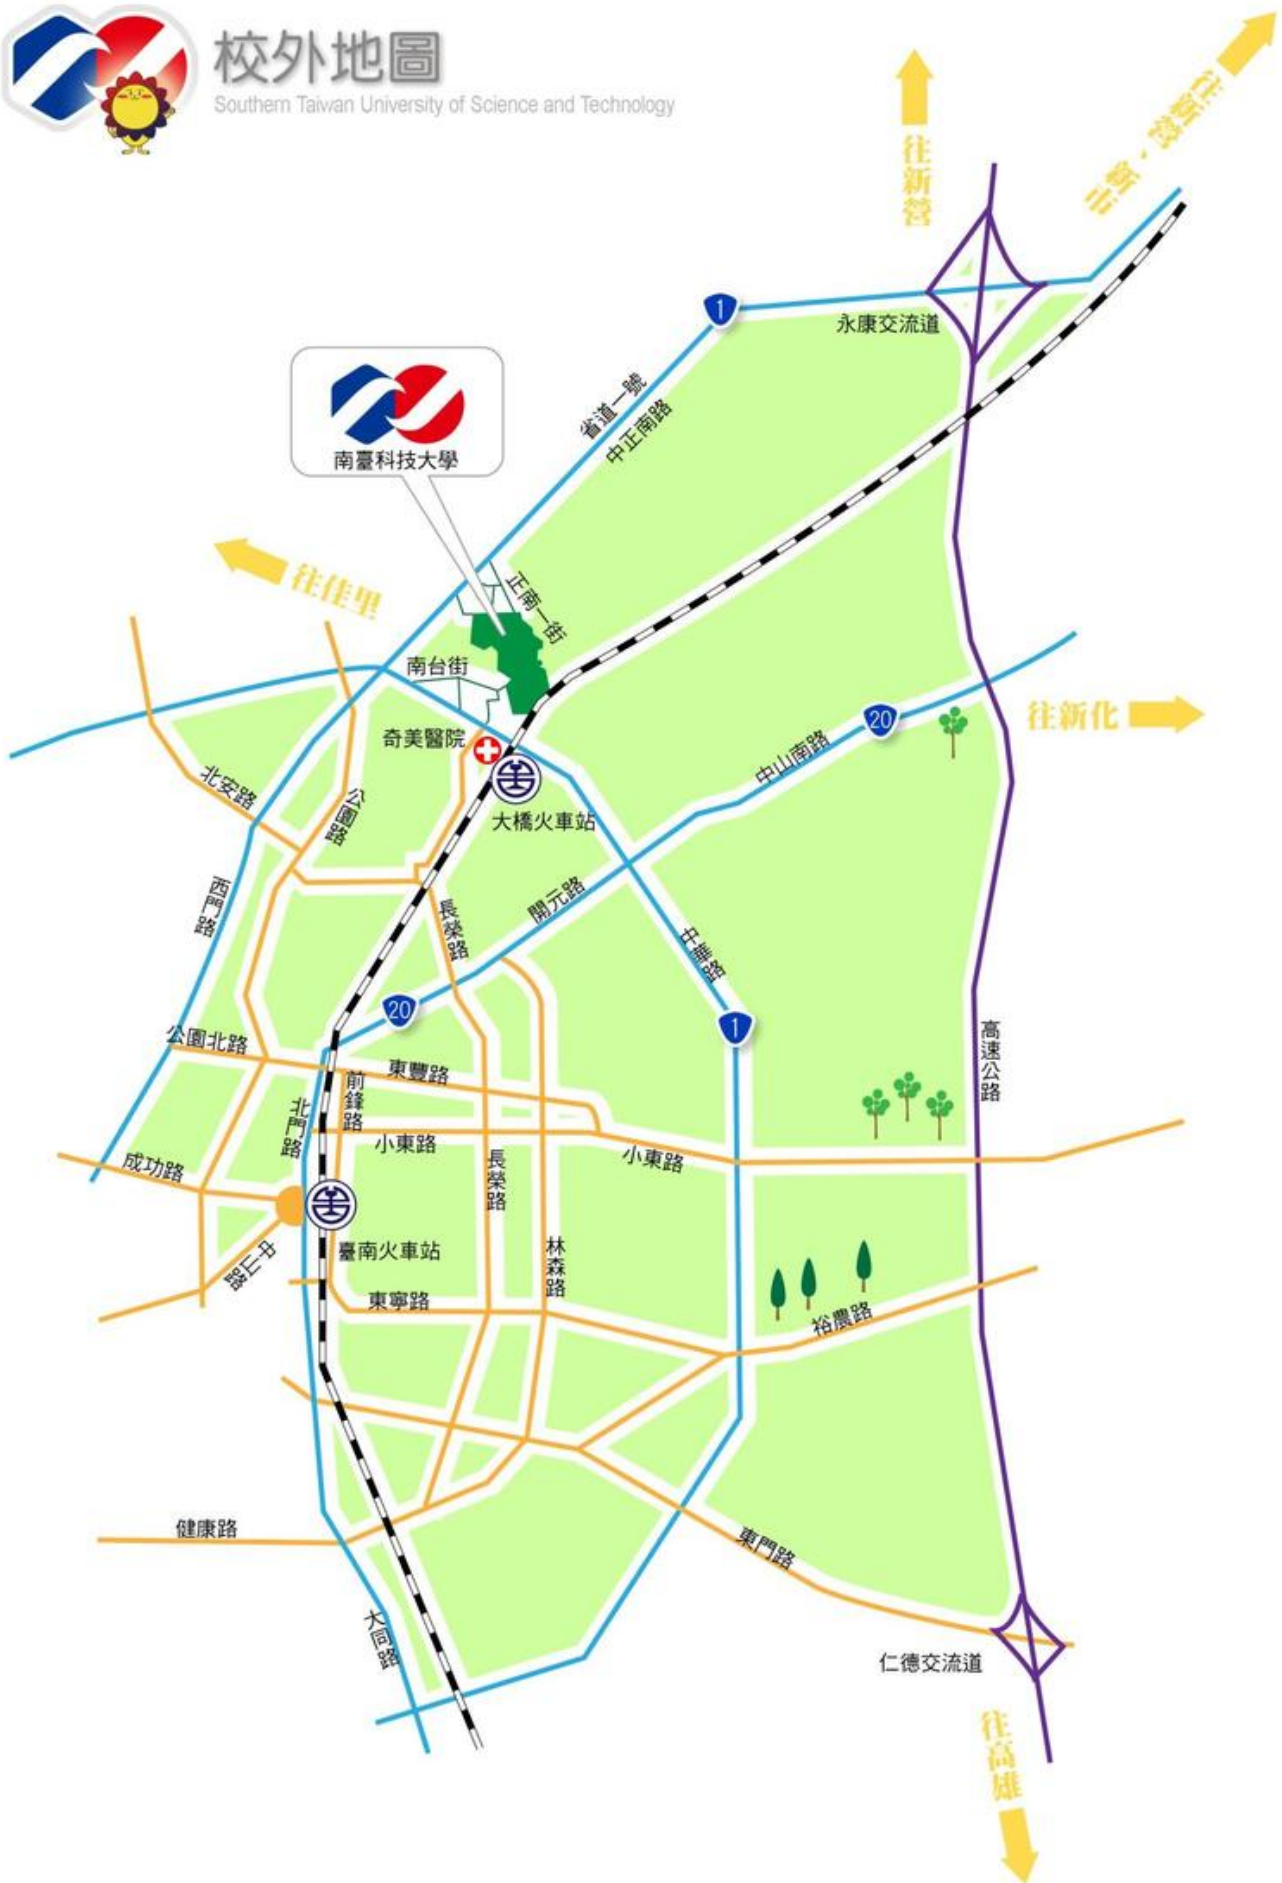 校外地圖
Southern Taiwan University of Science and Technology
往新營
往新營、新市
1
永康交流道
省道一號
中正南路
南臺科技大學
往佳里
正南一街
南台街
20
往新化
奇美醫院
中山南路
北安路
公園路
大橋火車站
西門路
長榮路
開元路
中華路
20
1
高速公路
公園北路
東豐路
前鋒路
北門路
小東路
小東路
成功路
長榮路
中山路
臺南火車站
林森路
東寧路
裕農路
健康路
東門路
大同路
仁德交流道
往高雄